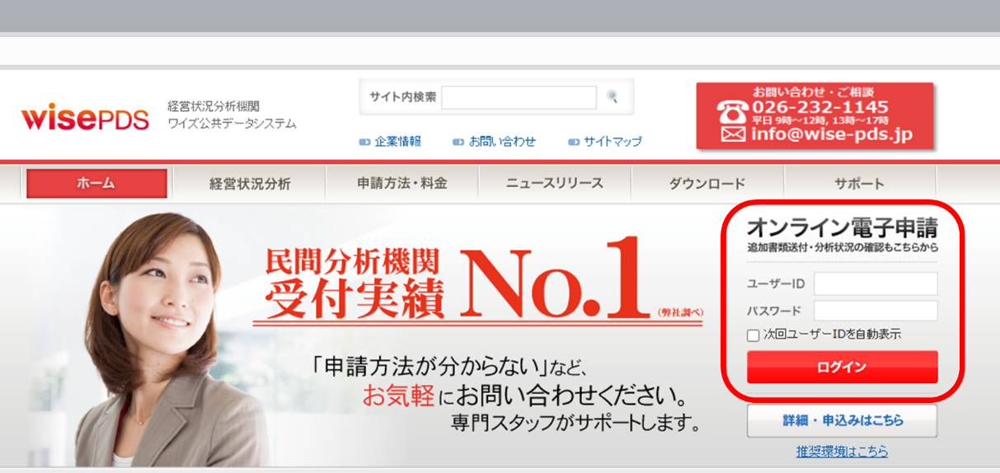 wisePDS
経営状況分析機関
ワイズ公共データシステム
サイト内検索
企業情報 お問い合わせ サイトマップ
お問い合わせ・ご相談
026-232-1145
平日 9時～12時, 13時～17時
info@wise-pds.jp
ホーム 経営状況分析 申請方法・料金 ニュースリリース ダウンロード サポート
民間分析機関
受付実績 No.1 (弊社調べ)
「申請方法が分からない」など、
お気軽にお問い合わせください。
専門スタッフがサポートします。
オンライン電子申請
追加書類送付・分析状況の確認もこちらから
ユーザーID
パスワード
次回ユーザーIDを自動表示
ログイン
詳細・申込みはこちら
推奨環境はこちら